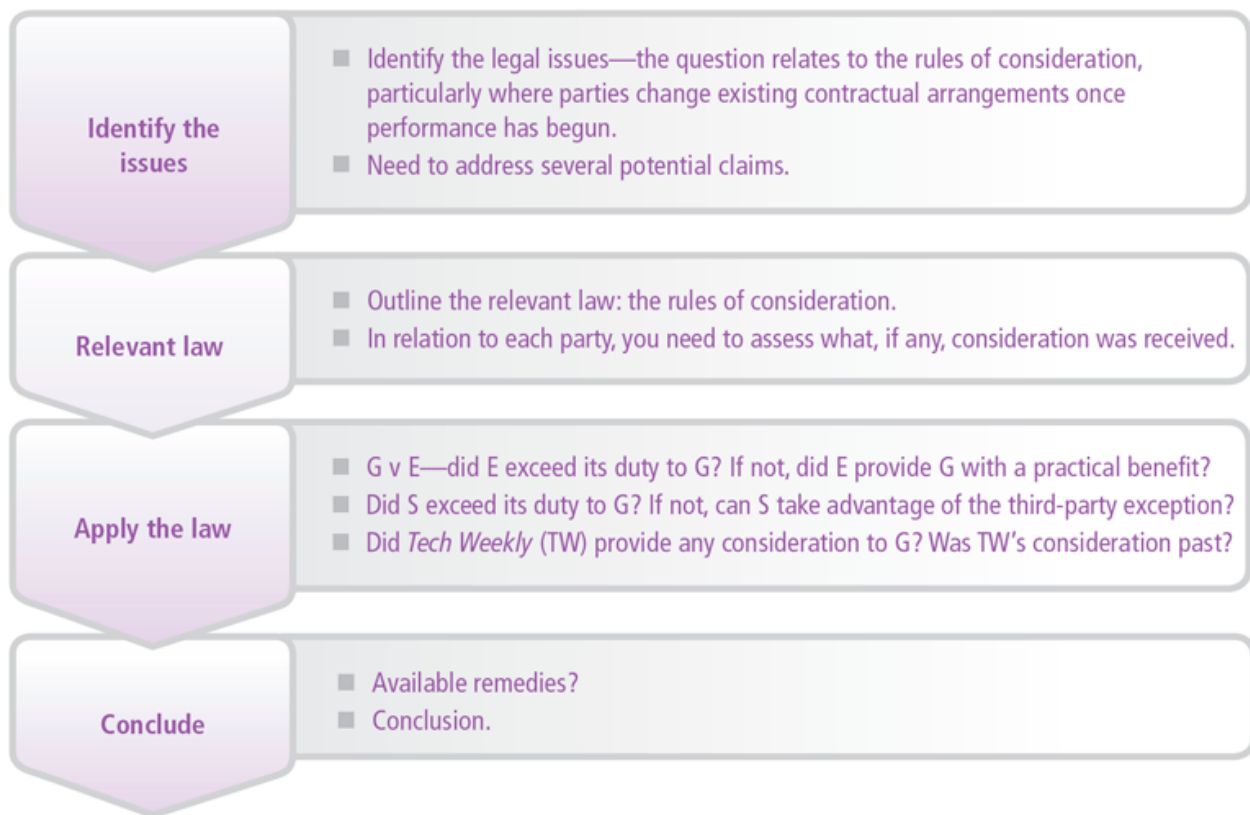 Identify the
issues
■ Identify the legal issues—the question relates to the rules of consideration,
particularly where parties change existing contractual arrangements once
performance has begun.
■ Need to address several potential claims.
Relevant law
■ Outline the relevant law: the rules of consideration.
■ In relation to each party, you need to assess what, if any, consideration was received.
Apply the law
■ G v E—did E exceed its duty to G? If not, did E provide G with a practical benefit?
■ Did S exceed its duty to G? If not, can S take advantage of the third-party exception?
■ Did Tech Weekly (TW) provide any consideration to G? Was TW’s consideration past?
Conclude
■ Available remedies?
■ Conclusion.